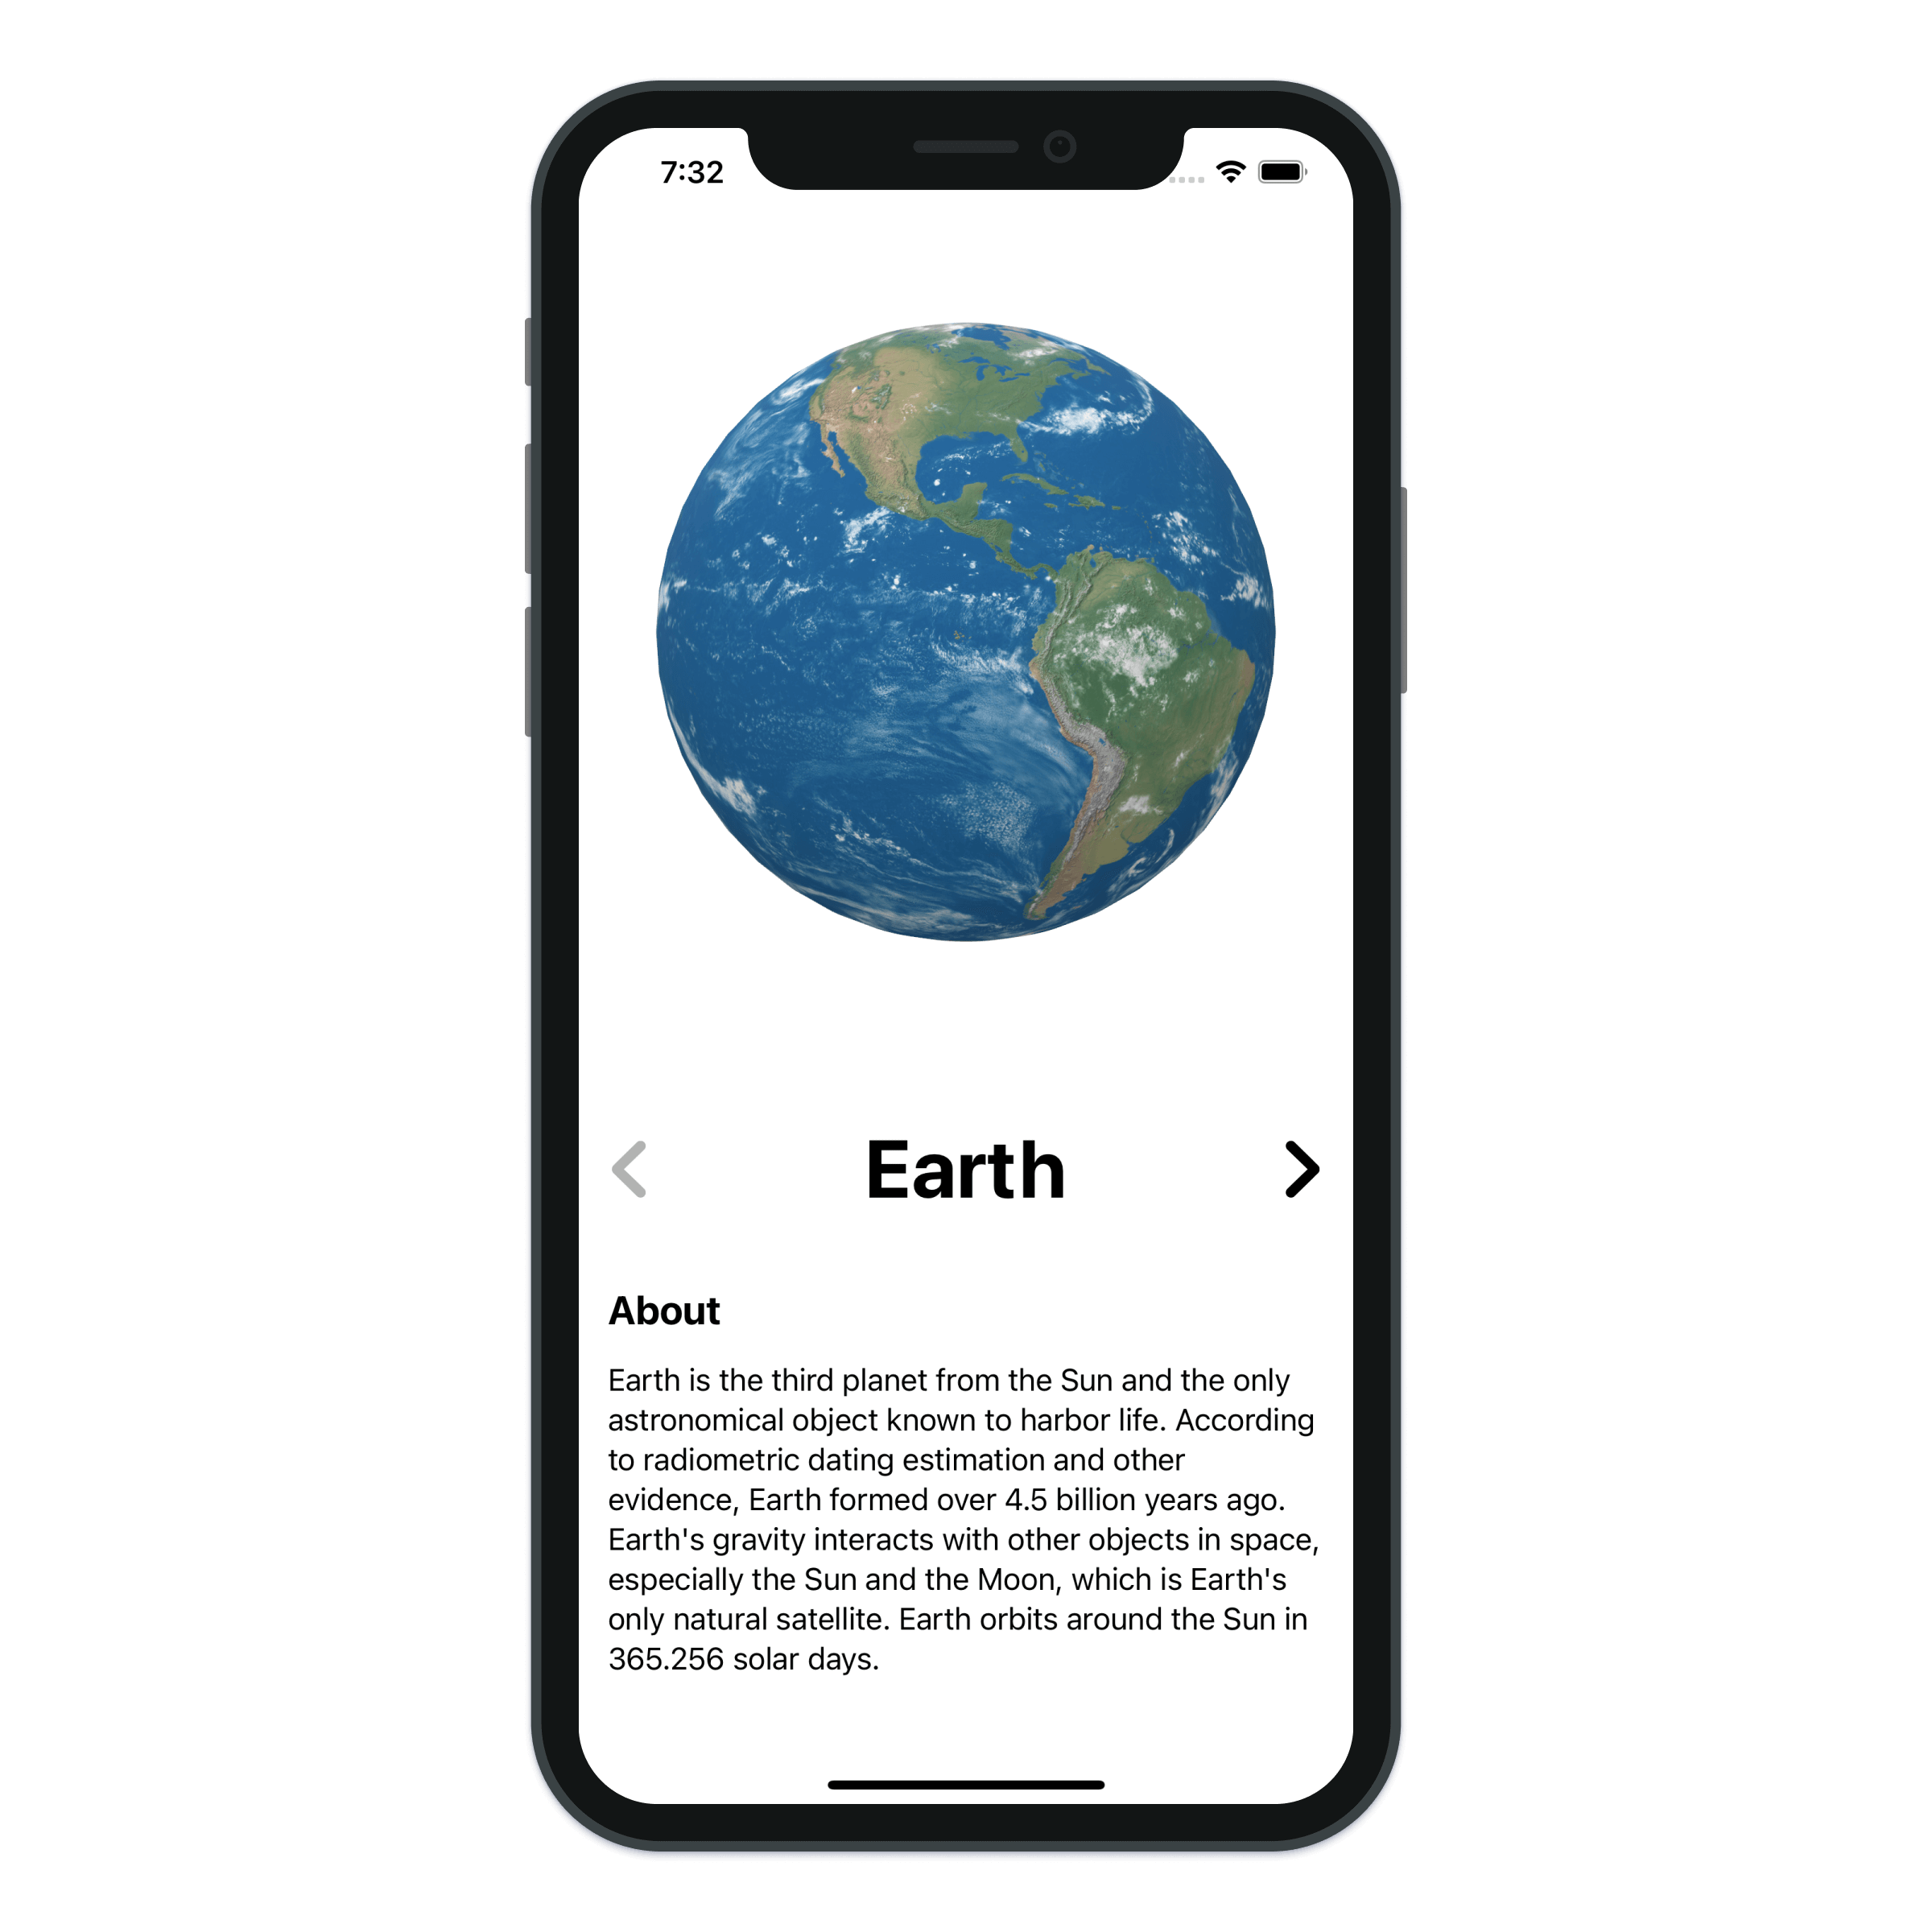 7:32
Earth
About
Earth is the third planet from the Sun and the only
astronomical object known to harbor life. According
to radiometric dating estimation and other
evidence, Earth formed over 4.5 billion years ago.
Earth's gravity interacts with other objects in space,
especially the Sun and the Moon, which is Earth's
only natural satellite. Earth orbits around the Sun in
365.256 solar days.